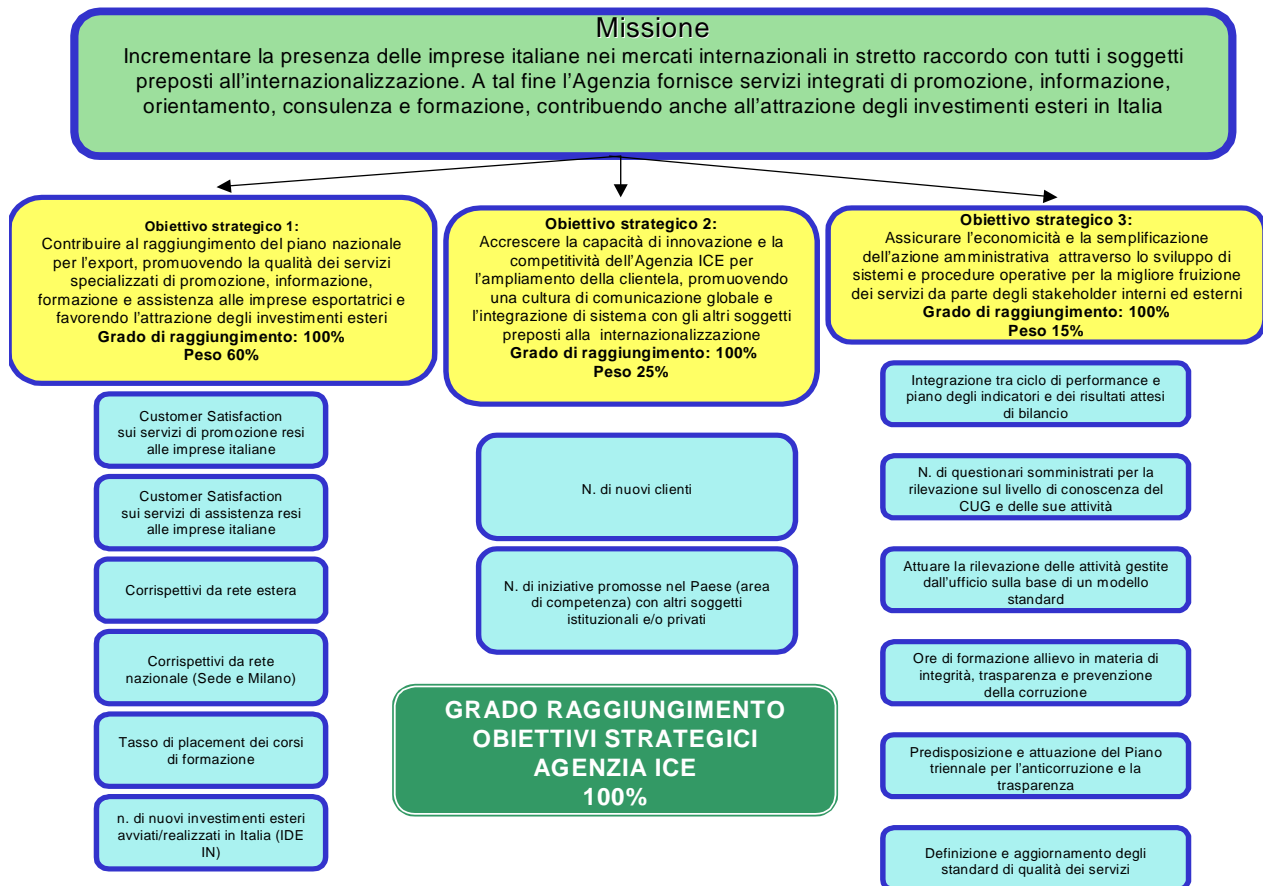 Missione
Incrementare la presenza delle imprese italiane nei mercati internazionali in stretto raccordo con tutti i soggetti
preposti all'internazionalizzazione. A tal fine l'Agenzia fornisce servizi integrati di promozione, informazione,
orientamento, consulenza e formazione, contribuendo anche all'attrazione degli investimenti esteri in Italia
Obiettivo strategico 1:
Contribuire al raggiungimento del piano nazionale
per l'export, promuovendo la qualità dei servizi
specializzati di promozione, informazione,
formazione e assistenza alle imprese esportatrici e
favorendo l'attrazione degli investimenti esteri
Grado di raggiungimento: 100%
Peso 60%
Customer Satisfaction
sui servizi di promozione resi
alle imprese italiane
Customer Satisfaction
sui servizi di assistenza resi
alle imprese italiane
Corrispettivi da rete estera
Corrispettivi da rete
nazionale (Sede e Milano)
Tasso di placement dei corsi
di formazione
n. di nuovi investimenti esteri
avviati/realizzati in Italia (IDE
IN)
Obiettivo strategico 2:
Accrescere la capacità di innovazione e la
competitività dell'Agenzia ICE per
l'ampliamento della clientela, promuovendo
una cultura di comunicazione globale e
l'integrazione di sistema con gli altri soggetti
preposti alla internazionalizzazione
Grado di raggiungimento: 100%
Peso 25%
N. di nuovi clienti
N. di iniziative promosse nel Paese (area
di competenza) con altri soggetti
istituzionali e/o privati
GRADO RAGGIUNGIMENTO
OBIETTIVI STRATEGICI
AGENZIA ICE
100%
Obiettivo strategico 3:
Assicurare l'economicità e la semplificazione
dell'azione amministrativa attraverso lo sviluppo di
sistemi e procedure operative per la migliore fruizione
dei servizi da parte degli stakeholder interni ed esterni
Grado di raggiungimento: 100%
Peso 15%
Integrazione tra ciclo di performance e
piano degli indicatori e dei risultati attesi
di bilancio
N. di questionari somministrati per la
rilevazione sul livello di conoscenza del
CUG e delle sue attività
Attuare la rilevazione delle attività gestite
dall'ufficio sulla base di un modello
standard
Ore di formazione allievo in materia di
integrità, trasparenza e prevenzione
della corruzione
Predisposizione e attuazione del Piano
triennale per l'anticorruzione e la
trasparenza
Definizione e aggiornamento degli
standard di qualità dei servizi